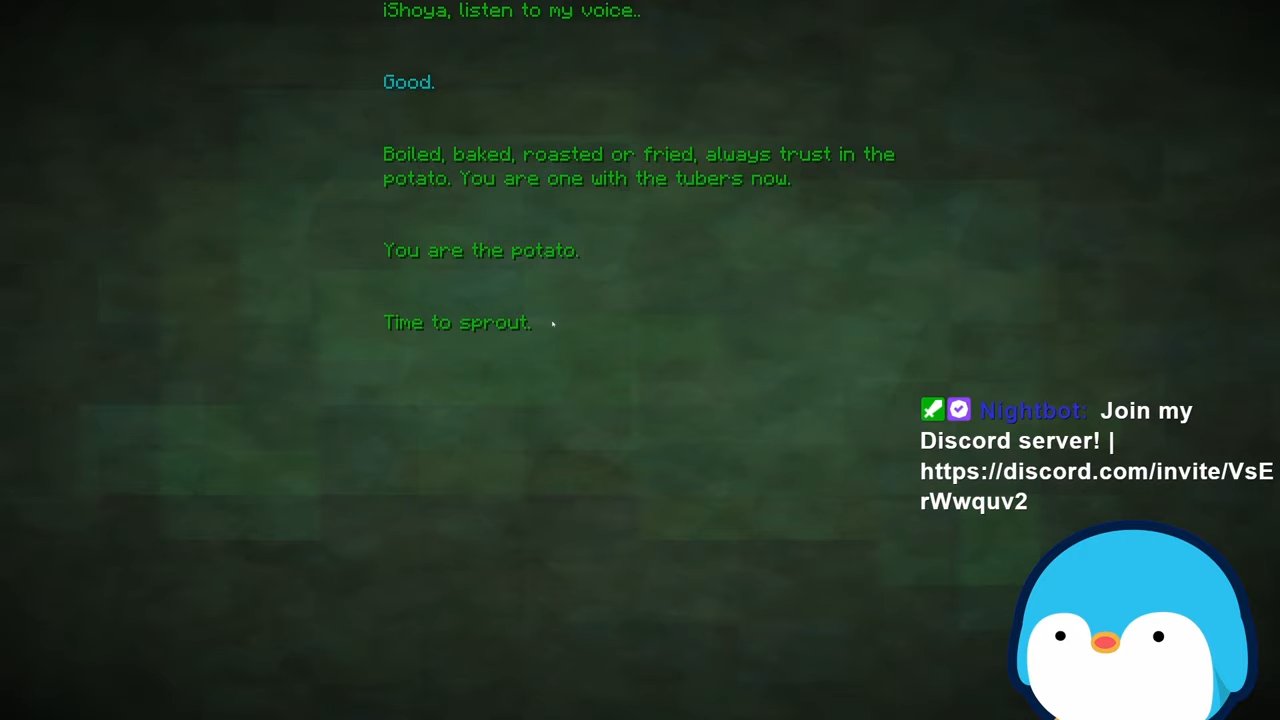 iShoya, listen to my voice..
Good.
Boiled, baked, roasted or fried, always trust in the
potato. You are one with the tubers now.
You are the potato.
Time to sprout.
Nightbot: Join my
Discord server! |
https://discord.com/invite/VsE
rWwquv2